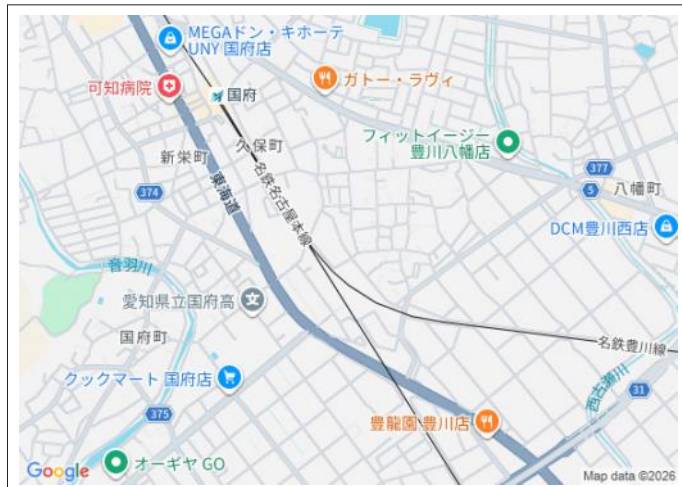 MEGAドン・キホーテ
UNY 国府店
可知病院
国府
ガトー・ラヴィ
久保町
新栄町
フィットイージー
豊川八幡店
377
5
八幡町
374
東海道
名鉄名古屋本線
DCM豊川西店
音羽川
愛知県立国府高
国府町
名鉄豊川線
クックマート 国府店
西古瀬川
31
375
豊龍園 豊川店
オーギヤ GO
Google
Map data ©2026